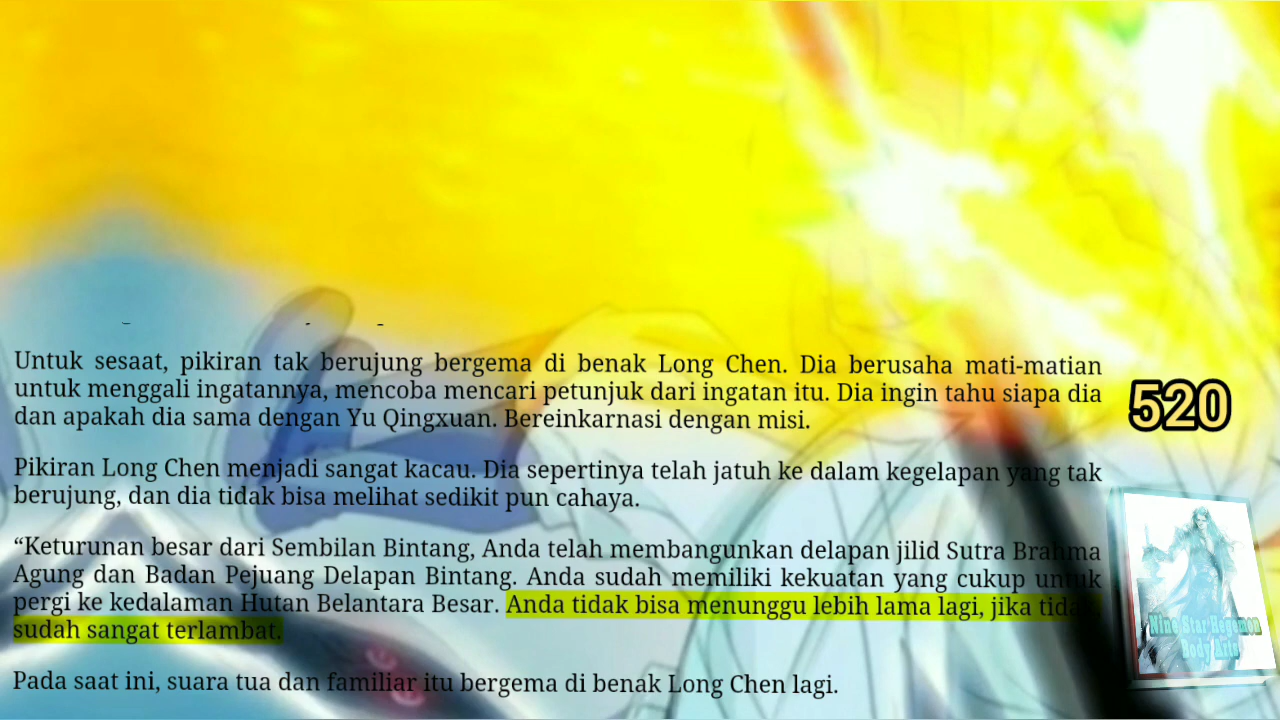 Untuk sesaat, pikiran tak berujung bergema di benak Long Chen. Dia berusaha mati-matian
untuk menggali ingatannya, mencoba mencari petunjuk dari ingatan itu. Dia ingin tahu siapa dia
dan apakah dia sama dengan Yu Qingxuan. Bereinkarnasi dengan misi.
520
Pikiran Long Chen menjadi sangat kacau. Dia sepertinya telah jatuh ke dalam kegelapan yang tak
berujung, dan dia tidak bisa melihat sedikit pun cahaya.
“Keturunan besar dari Sembilan Bintang, Anda telah membangunkan delapan jilid Sutra Brahma
Agung dan Badan Pejuang Delapan Bintang. Anda sudah memiliki kekuatan yang cukup untuk
pergi ke kedalaman Hutan Belantara Besar. Anda tidak bisa menunggu lebih lama lagi, jika tidak
sudah sangat terlambat.
Nine Star Hegemon
Body Arts
Pada saat ini, suara tua dan familiar itu bergema di benak Long Chen lagi.